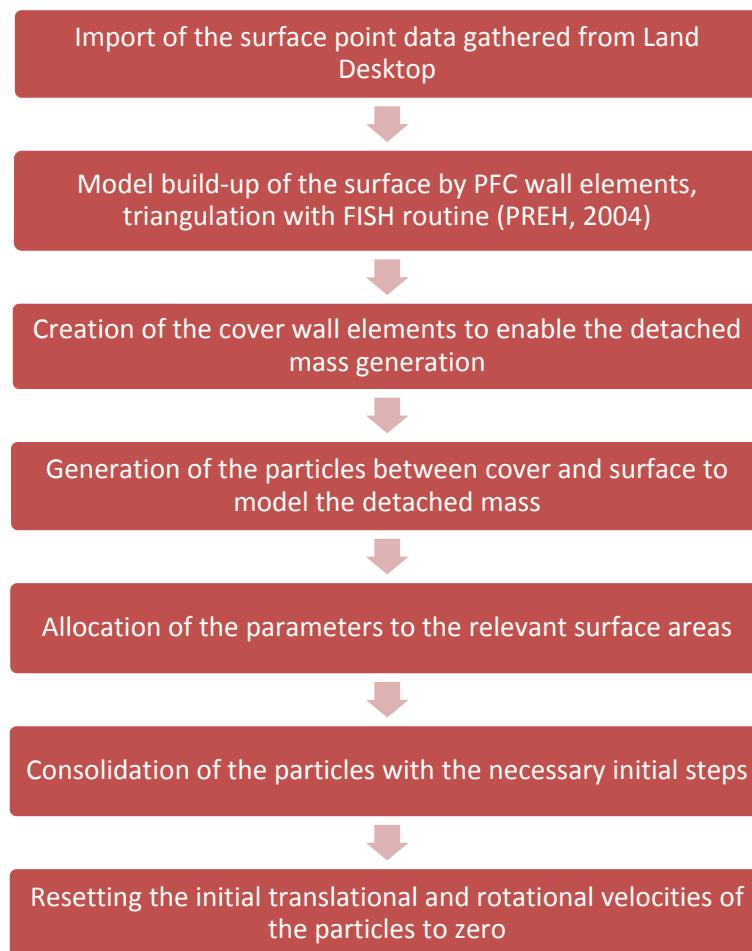 Import of the surface point data gathered from Land
Desktop
Model build-up of the surface by PFC wall elements,
triangulation with FISH routine (PREH, 2004)
Creation of the cover wall elements to enable the detached
mass generation
Generation of the particles between cover and surface to
model the detached mass
Allocation of the parameters to the relevant surface areas
Consolidation of the particles with the necessary initial steps
Resetting the initial translational and rotational velocities of
the particles to zero